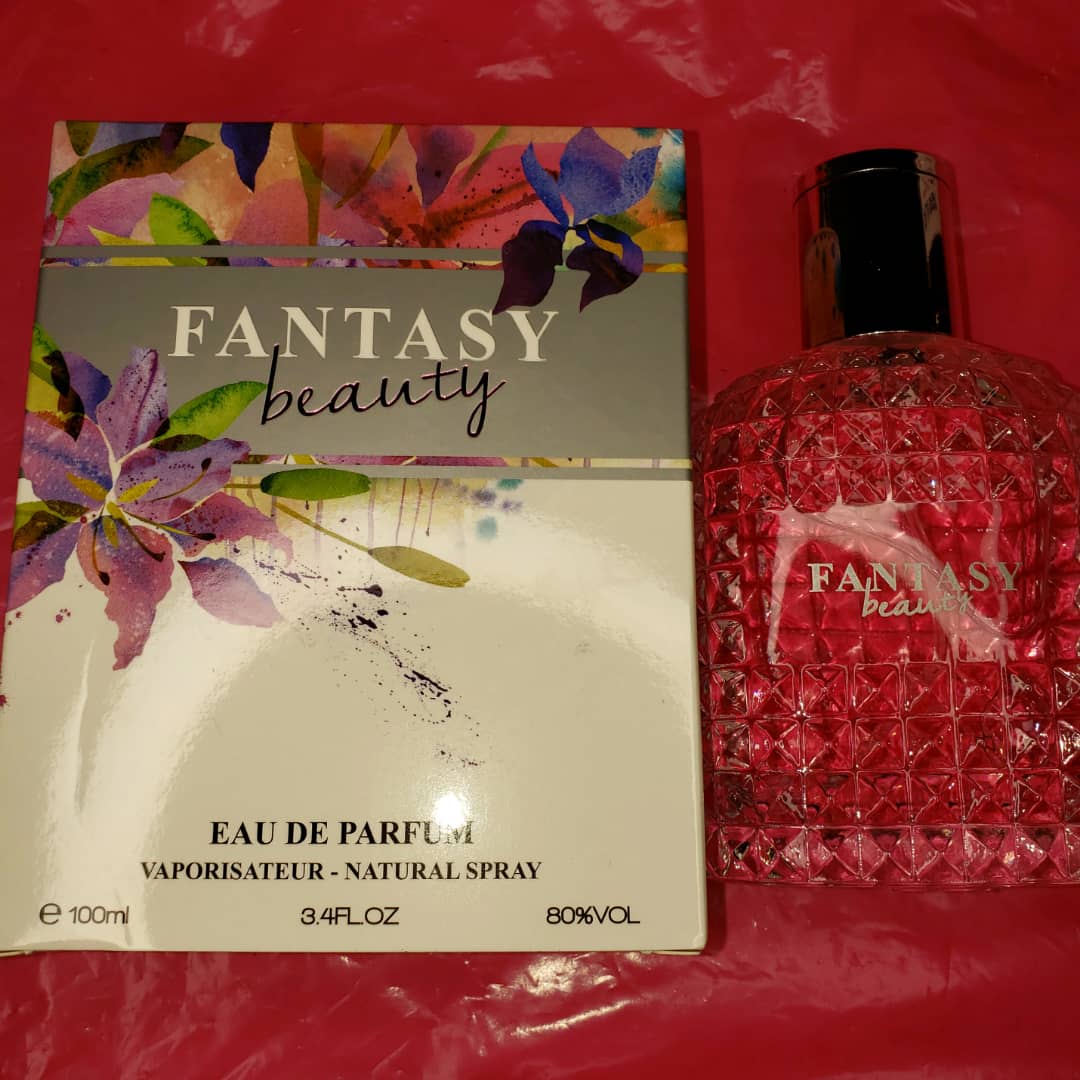 FANTASY
beauty
EAU DE PARFUM
VAPORISATEUR - NATURAL SPRAY
e 100ml 3.4FL.OZ 80%VOL
FANTASY
beauty